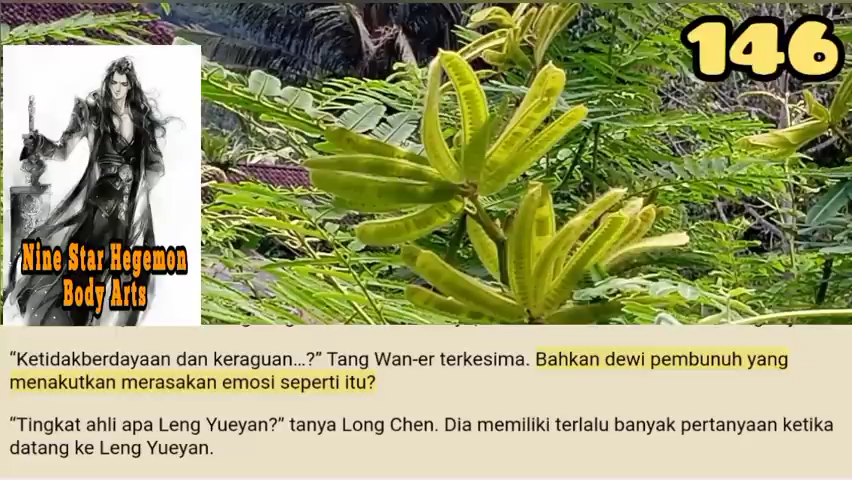 146
Nine Star Hegemon
Body Arts
“Ketidakberdayaan dan keraguan...?” Tang Wan-er terkesima. Bahkan dewi pembunuh yang
menakutkan merasakan emosi seperti itu?
“Tingkat ahli apa Leng Yueyan?” tanya Long Chen. Dia memiliki terlalu banyak pertanyaan ketika
datang ke Leng Yueyan.